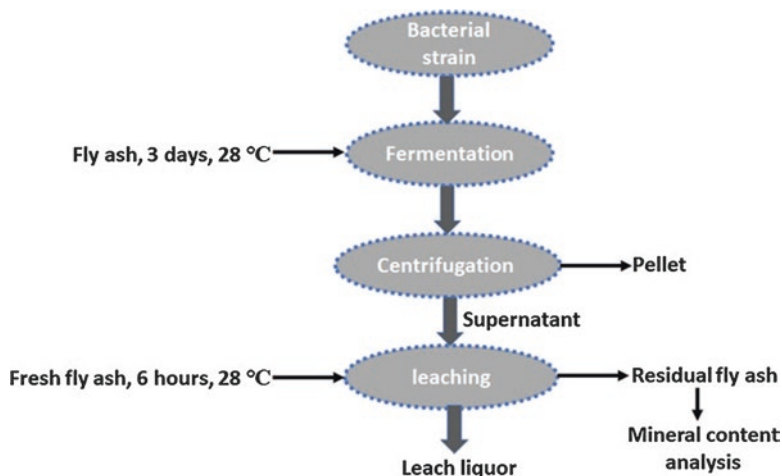 Bacterial
strain
Fly ash, 3 days, 28 °C
Fermentation
Centrifugation
Pellet
Supernatant
Fresh fly ash, 6 hours, 28 °C
leaching
Residual fly ash
Mineral content
analysis
Leach liquor